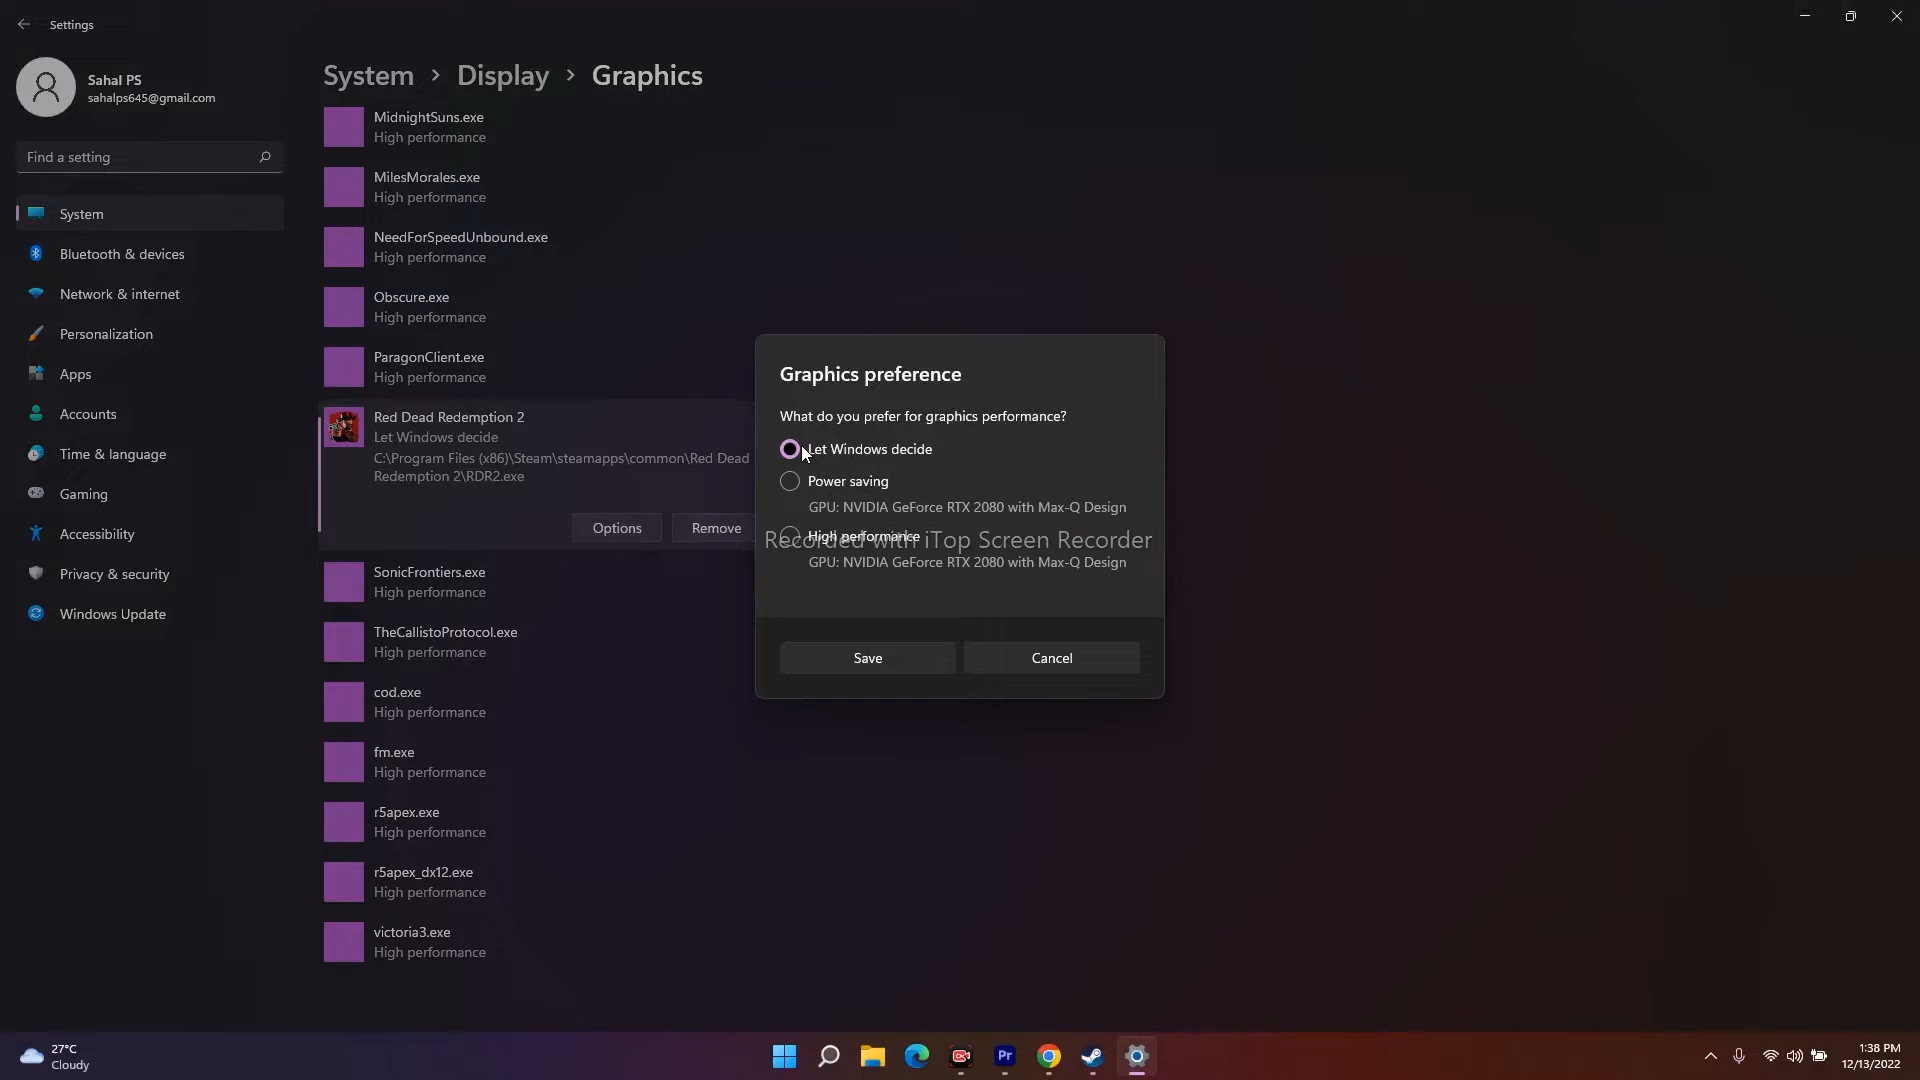 Settings
Sahal PS
sahalps645@gmail.com
Find a setting
System
Bluetooth & devices
Network & internet
Personalization
Apps
Accounts
Time & language
Gaming
Accessibility
Privacy & security
Windows Update
System > Display > Graphics
MidnightSuns.exe
High performance
MilesMorales.exe
High performance
NeedForSpeedUnbound.exe
High performance
Obscure.exe
High performance
ParagonClient.exe
High performance
Red Dead Redemption 2
Let Windows decide
C:\Program Files (x86)\Steam\steamapps\common\Red Dead
Redemption 2\RDR2.exe
Options
Remove
SonicFrontiers.exe
High performance
TheCallistoProtocol.exe
High performance
cod.exe
High performance
fm.exe
High performance
r5apex.exe
High performance
r5apex_dx12.exe
High performance
victoria3.exe
High performance
Graphics preference
What do you prefer for graphics performance?
Let Windows decide
Power saving
GPU: NVIDIA GeForce RTX 2080 with Max-Q Design
High performance
Recorded with iTop Screen Recorder
GPU: NVIDIA GeForce RTX 2080 with Max-Q Design
Save
Cancel
27°C
Cloudy
Pr
1:38 PM
12/13/2022